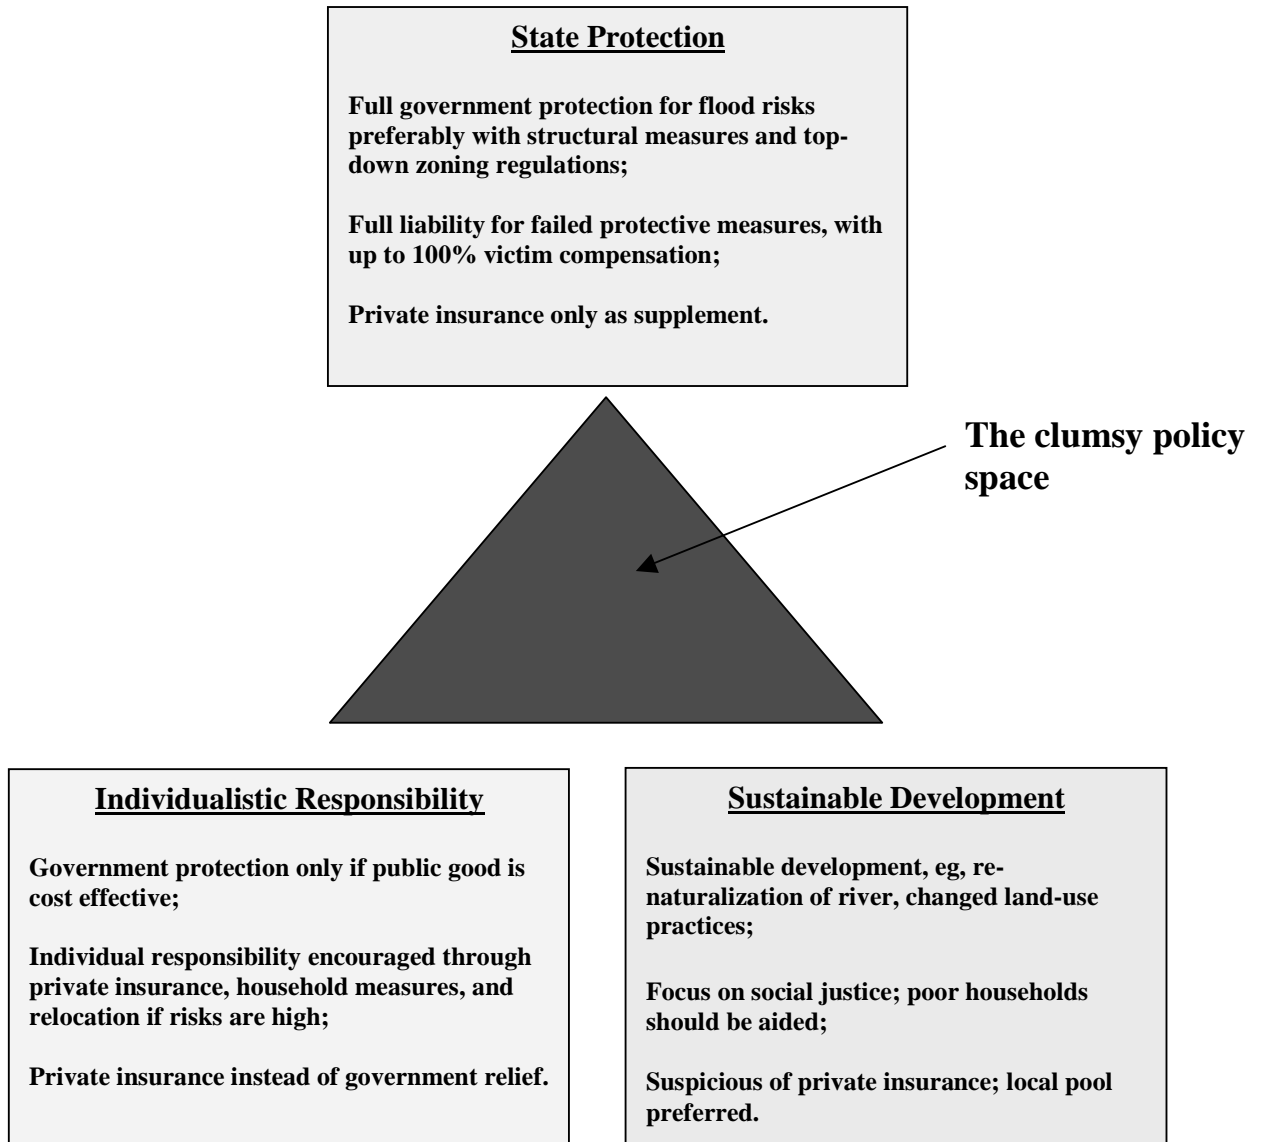 State Protection
Full government protection for flood risks
preferably with structural measures and top-
down zoning regulations;
Full liability for failed protective measures, with
up to 100% victim compensation;
Private insurance only as supplement.
The clumsy policy
space
Individualistic Responsibility
Government protection only if public good is
cost effective;
Individual responsibility encouraged through
private insurance, household measures, and
relocation if risks are high;
Private insurance instead of government relief.
Sustainable Development
Sustainable development, eg, re-
naturalization of river, changed land-use
practices;
Focus on social justice; poor households
should be aided;
Suspicious of private insurance; local pool
preferred.